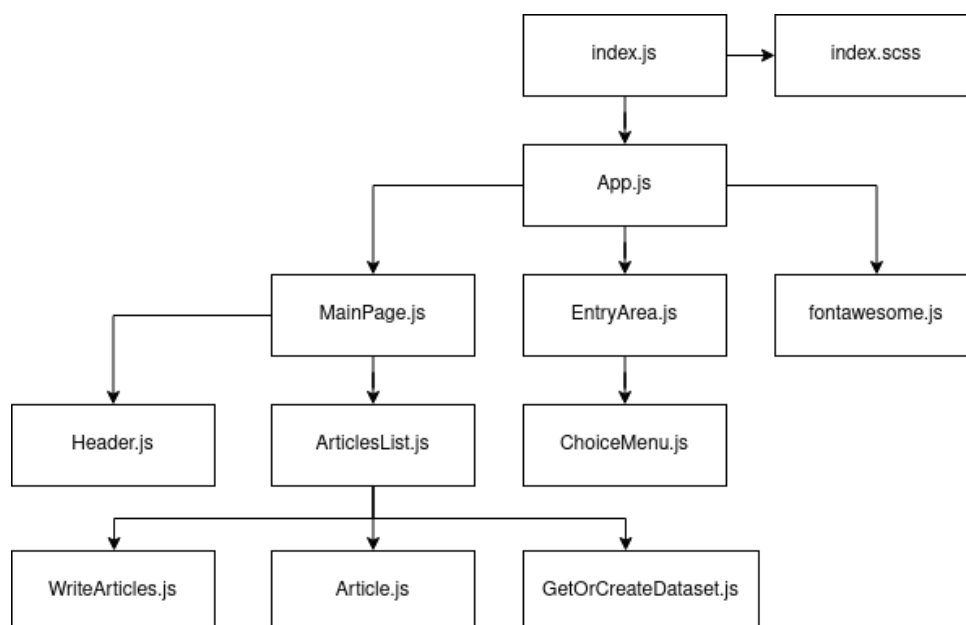 index.js
index.scss
App.js
MainPage.js
EntryArea.js
fontawesome.js
Header.js
ArticlesList.js
ChoiceMenu.js
WriteArticles.js
Article.js
GetOrCreateDataset.js